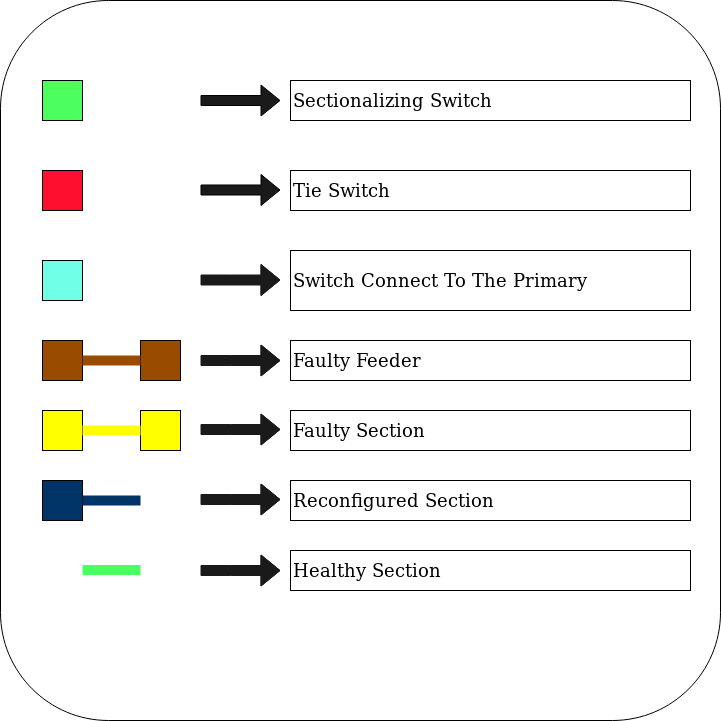 Sectionalizing Switch
Tie Switch
Switch Connect To The Primary
Faulty Feeder
Faulty Section
Reconfigured Section
Healthy Section